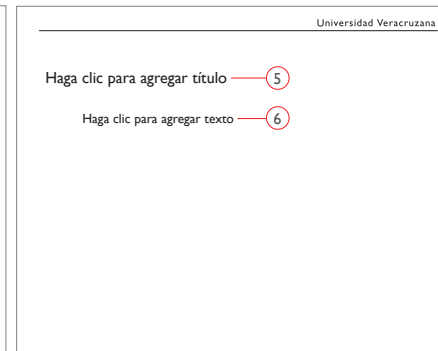 Universidad Veracruzana
Haga clic para agregar título 5
Haga clic para agregar texto 6